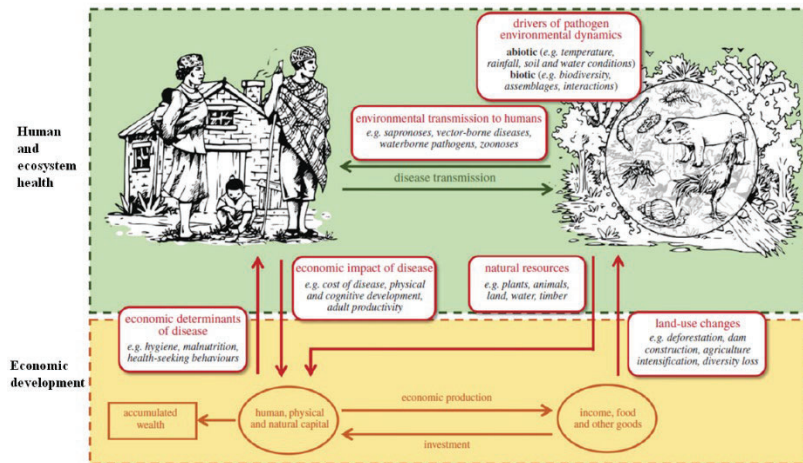 drivers of pathogen
environmental dynamics
abiotic (e.g. temperature,
rainfall, soil and water conditions)
biotic (e.g. biodiversity,
assemblages, interactions)
Human
and
ecosystem
health
environmental transmission to humans
e.g. sapronoses, vector-borne diseases,
waterborne pathogens, zoonoses
disease transmission
economic impact of disease
e.g. cost of disease, physical
and cognitive development,
adult productivity
natural resources
e.g. plants, animals,
land, water, timber
economic determinants
of disease
e.g. hygiene, malnutrition,
health-seeking behaviours
land-use changes
e.g. deforestation, dam
construction, agriculture
intensification, diversity loss
Economic
development
accumulated
wealth
human, physical
and natural capital
economic production
investment
income, food
and other goods